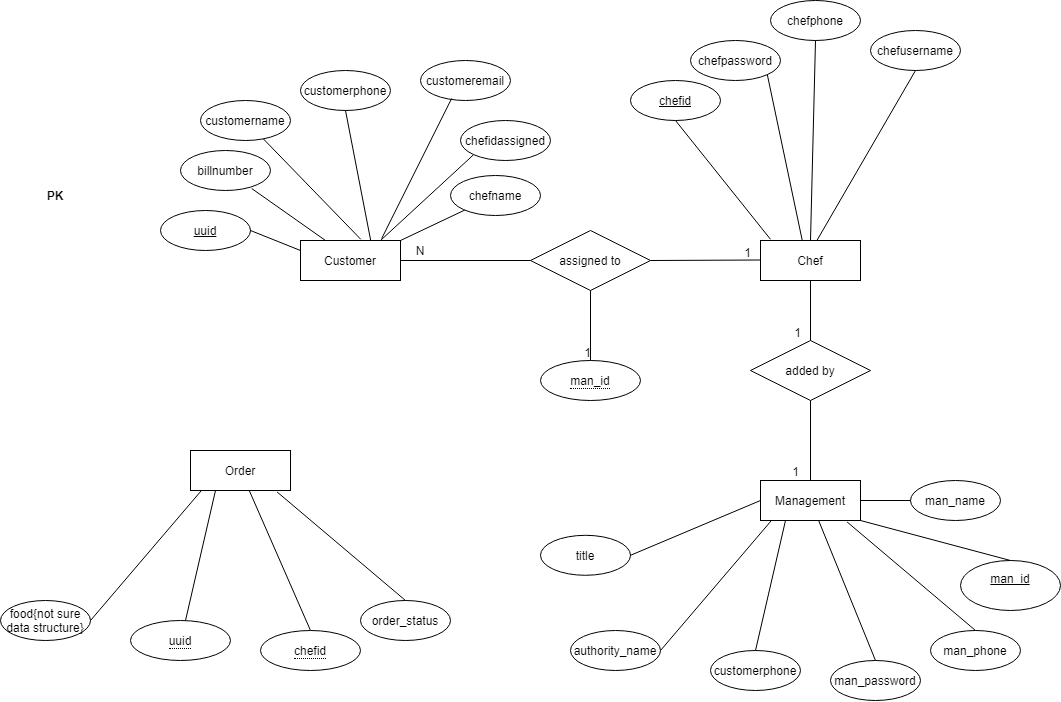 chefphone
chefusername
chefpassword
customeremail
customerphone
chefid
customername
chefidassigned
billnumber
PK
chefname
uuid
N
1
Customer
assigned to
Chef
1
1
man_id
added by
Order
1
Management
man_name
title
man_id
food{not sure
data structure}
order_status
uuid
chefid
authority_name
customerphone
man_password
man_phone